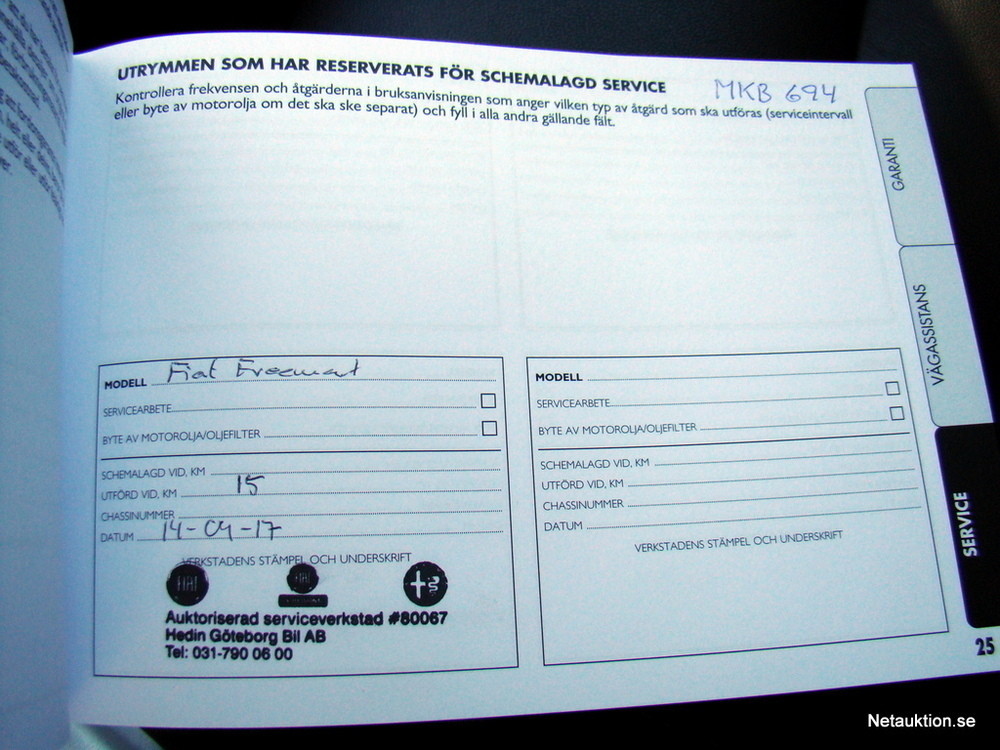 UTRYMMEN SOM HAR RESERVERATS FÖR SCHEMALAGD SERVICE
MKB 694
Kontrollera frekvensen och åtgärderna i bruksanvisningen som anger vilken typ av åtgärd som ska utföras (serviceintervall
eller byte av motorolja om det ska ske separat) och fyll i alla andra gällande fält.
GARANTI
VÄGASSISTANS
SERVICE
MODELL Fiat Freemont
SERVICEARBETE
BYTE AV MOTOROLJA/OLJEFILTER
SCHEMALAGD VID, KM
UTFÖRD VID, KM 15
CHASSINUMMER
DATUM 14-04-17
VERKSTADENS STÄMPEL OCH UNDERSKRIFT
FIAT FIAT
Auktoriserad serviceverkstad #80067
Hedin Göteborg Bil AB
Tel: 031-790 06 00
MODELL
SERVICEARBETE
BYTE AV MOTOROLJA/OLJEFILTER
SCHEMALAGD VID, KM
UTFÖRD VID, KM
CHASSINUMMER
DATUM
VERKSTADENS STÄMPEL OCH UNDERSKRIFT
25
Netauktion.se